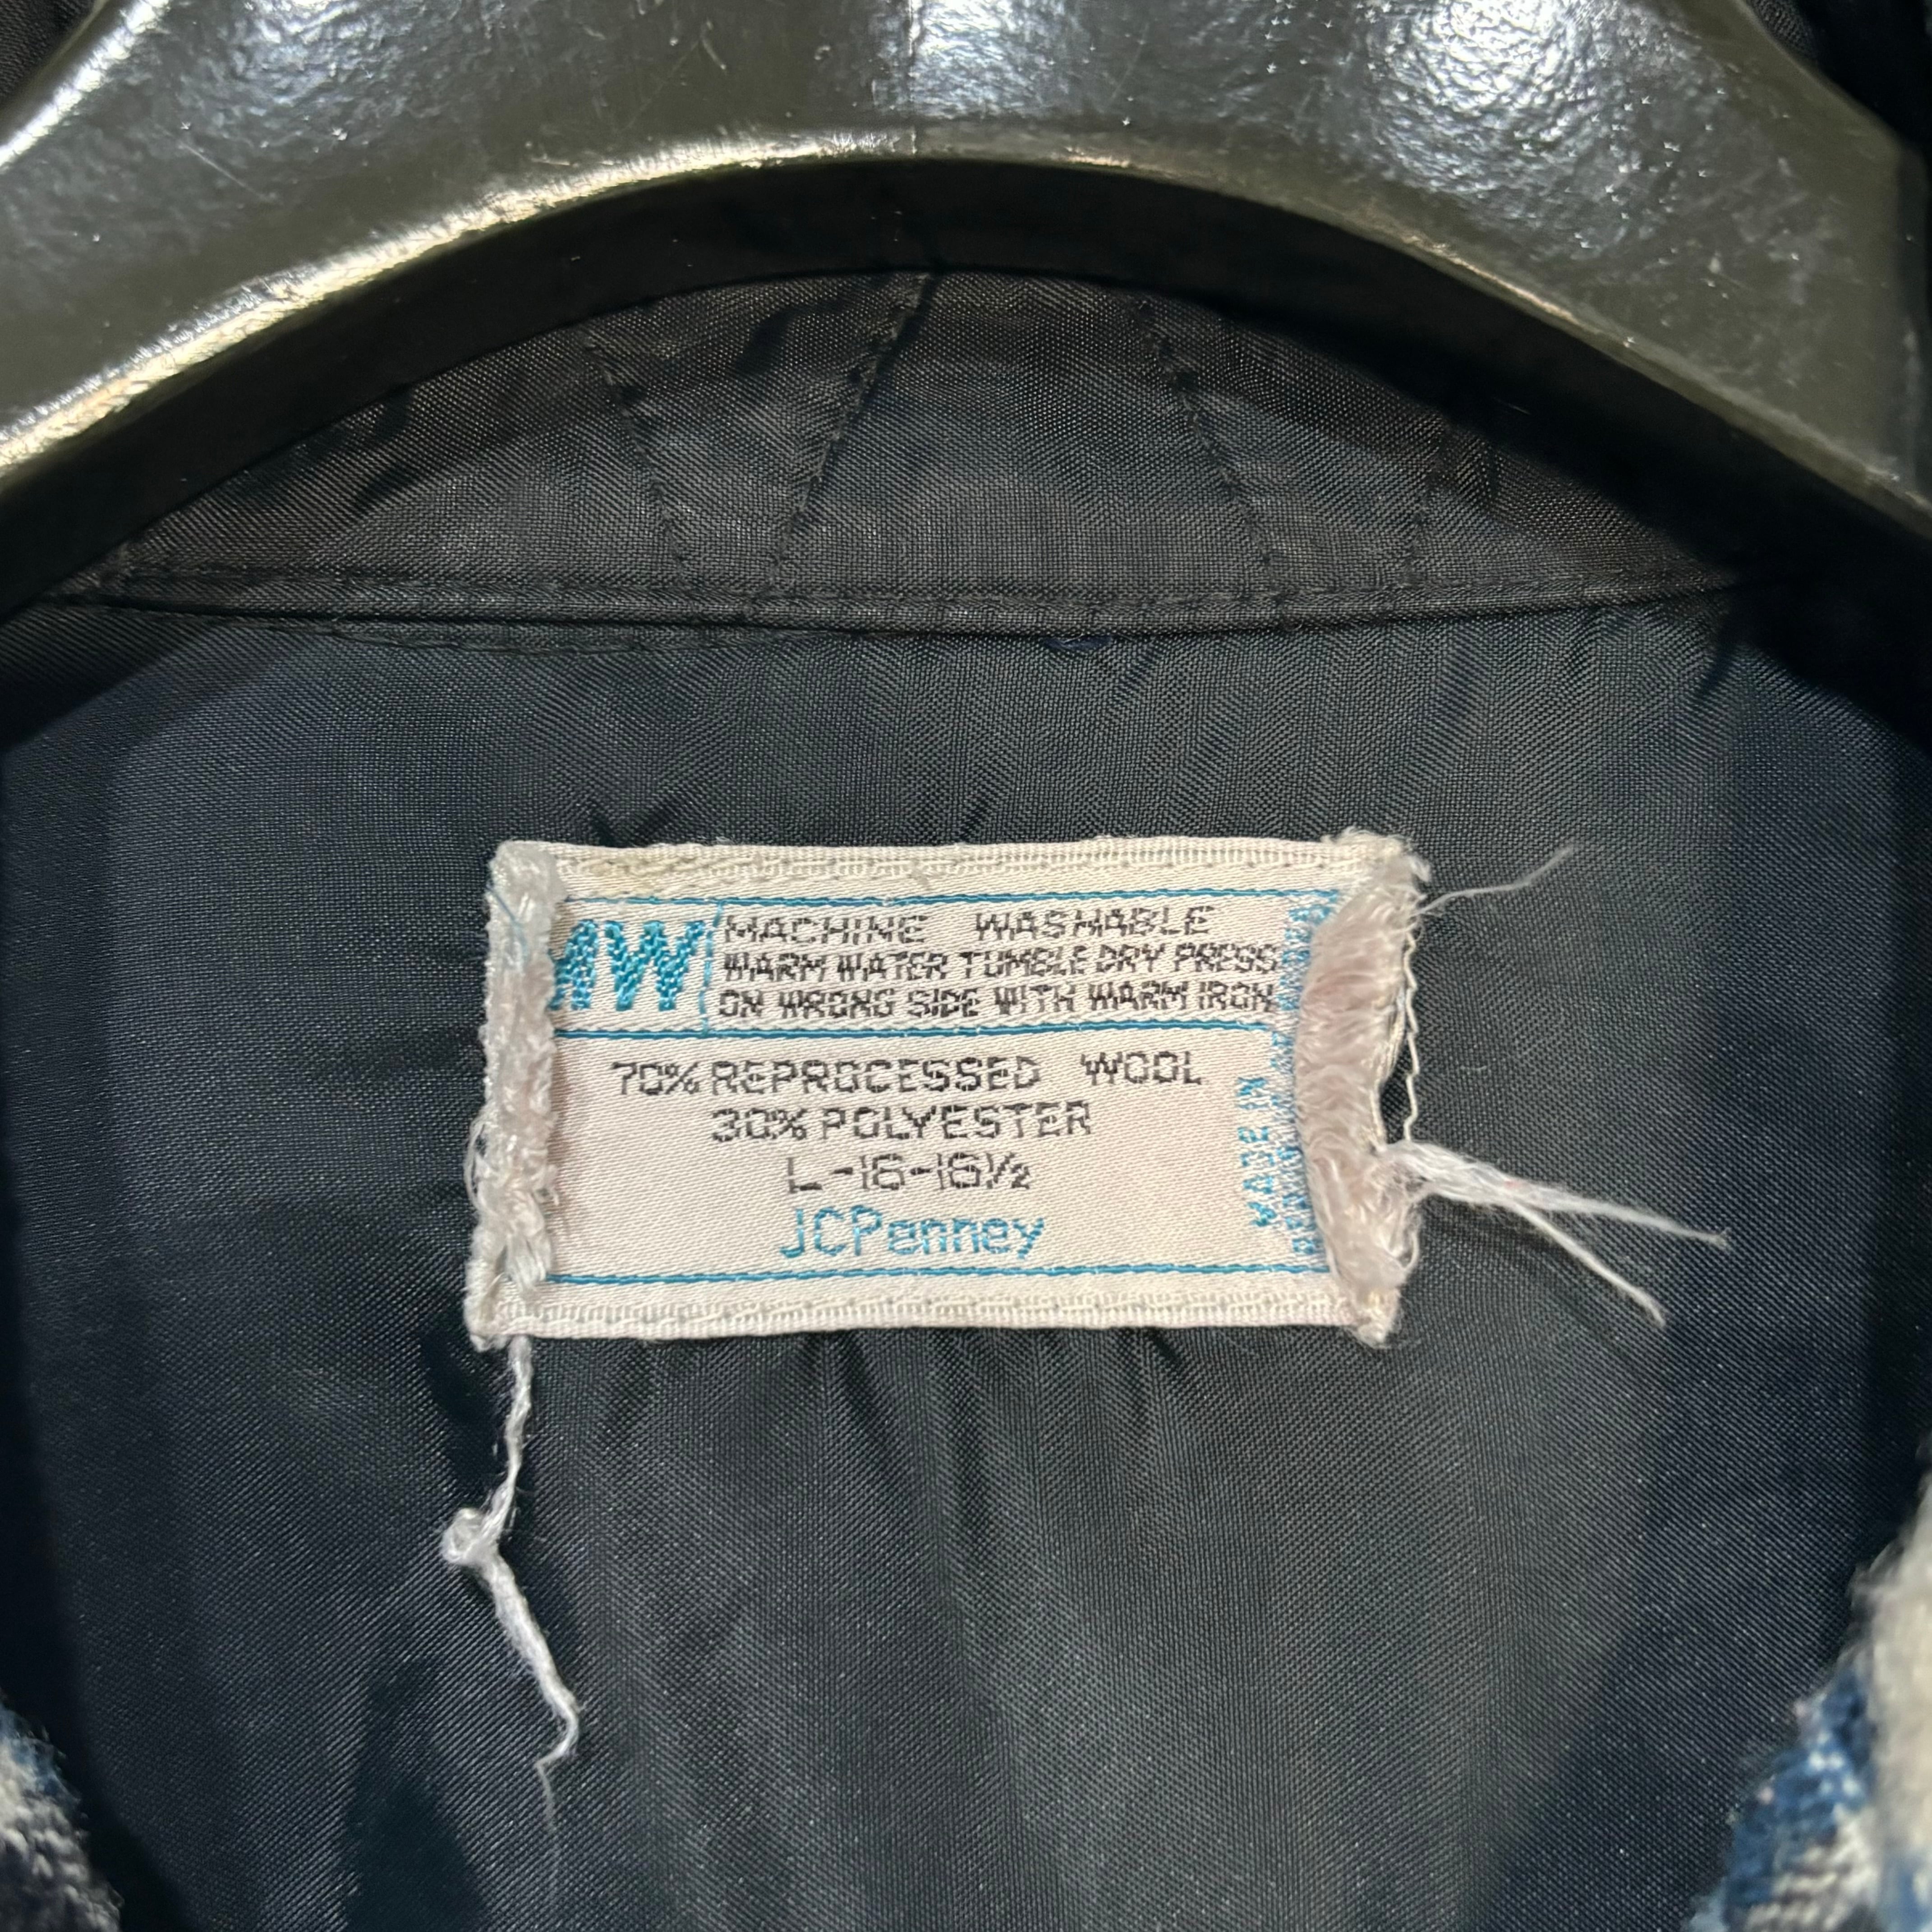 MW
MACHINE WASHABLE
WARM WATER TUMBLE DRY PRESS
ON WRONG SIDE WITH WARM IRON
70% REPROCESSED WOOL
30% POLYESTER
L-16-16½
JCPenney
MADE IN